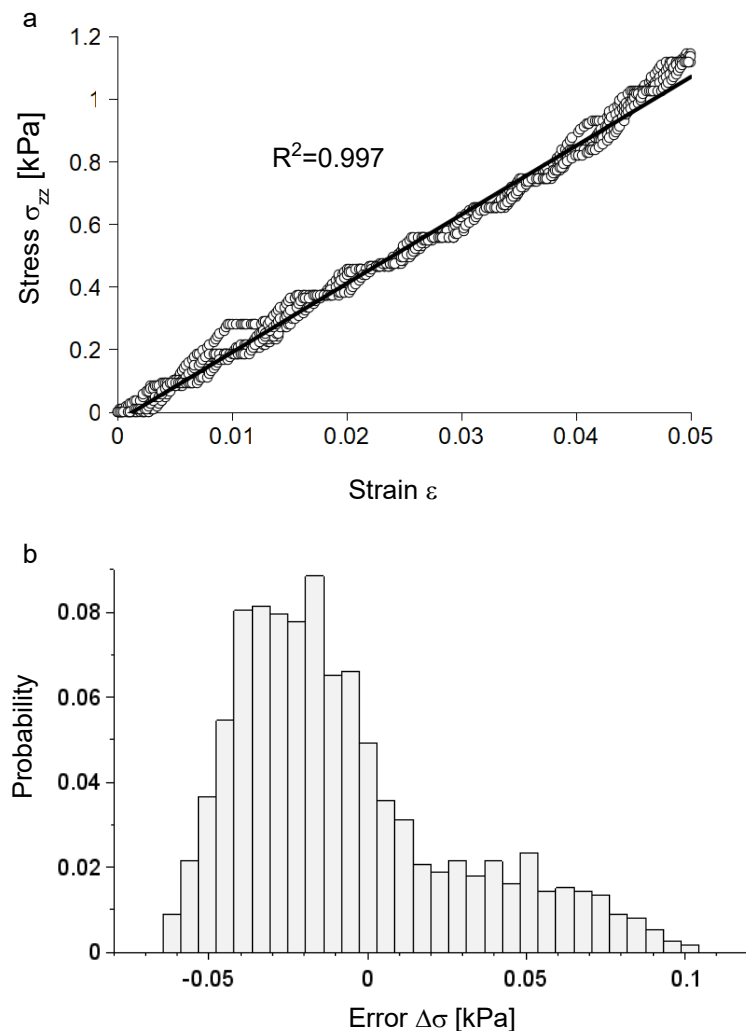 a
1.2
1
0.8
0.6
0.4
0.2
0
Stress σzz [kPa]
R²=0.997
0 0.01 0.02 0.03 0.04 0.05
Strain ε
b
0.08
0.06
0.04
0.02
0
Probability
-0.05 0 0.05 0.1
Error Δσ [kPa]